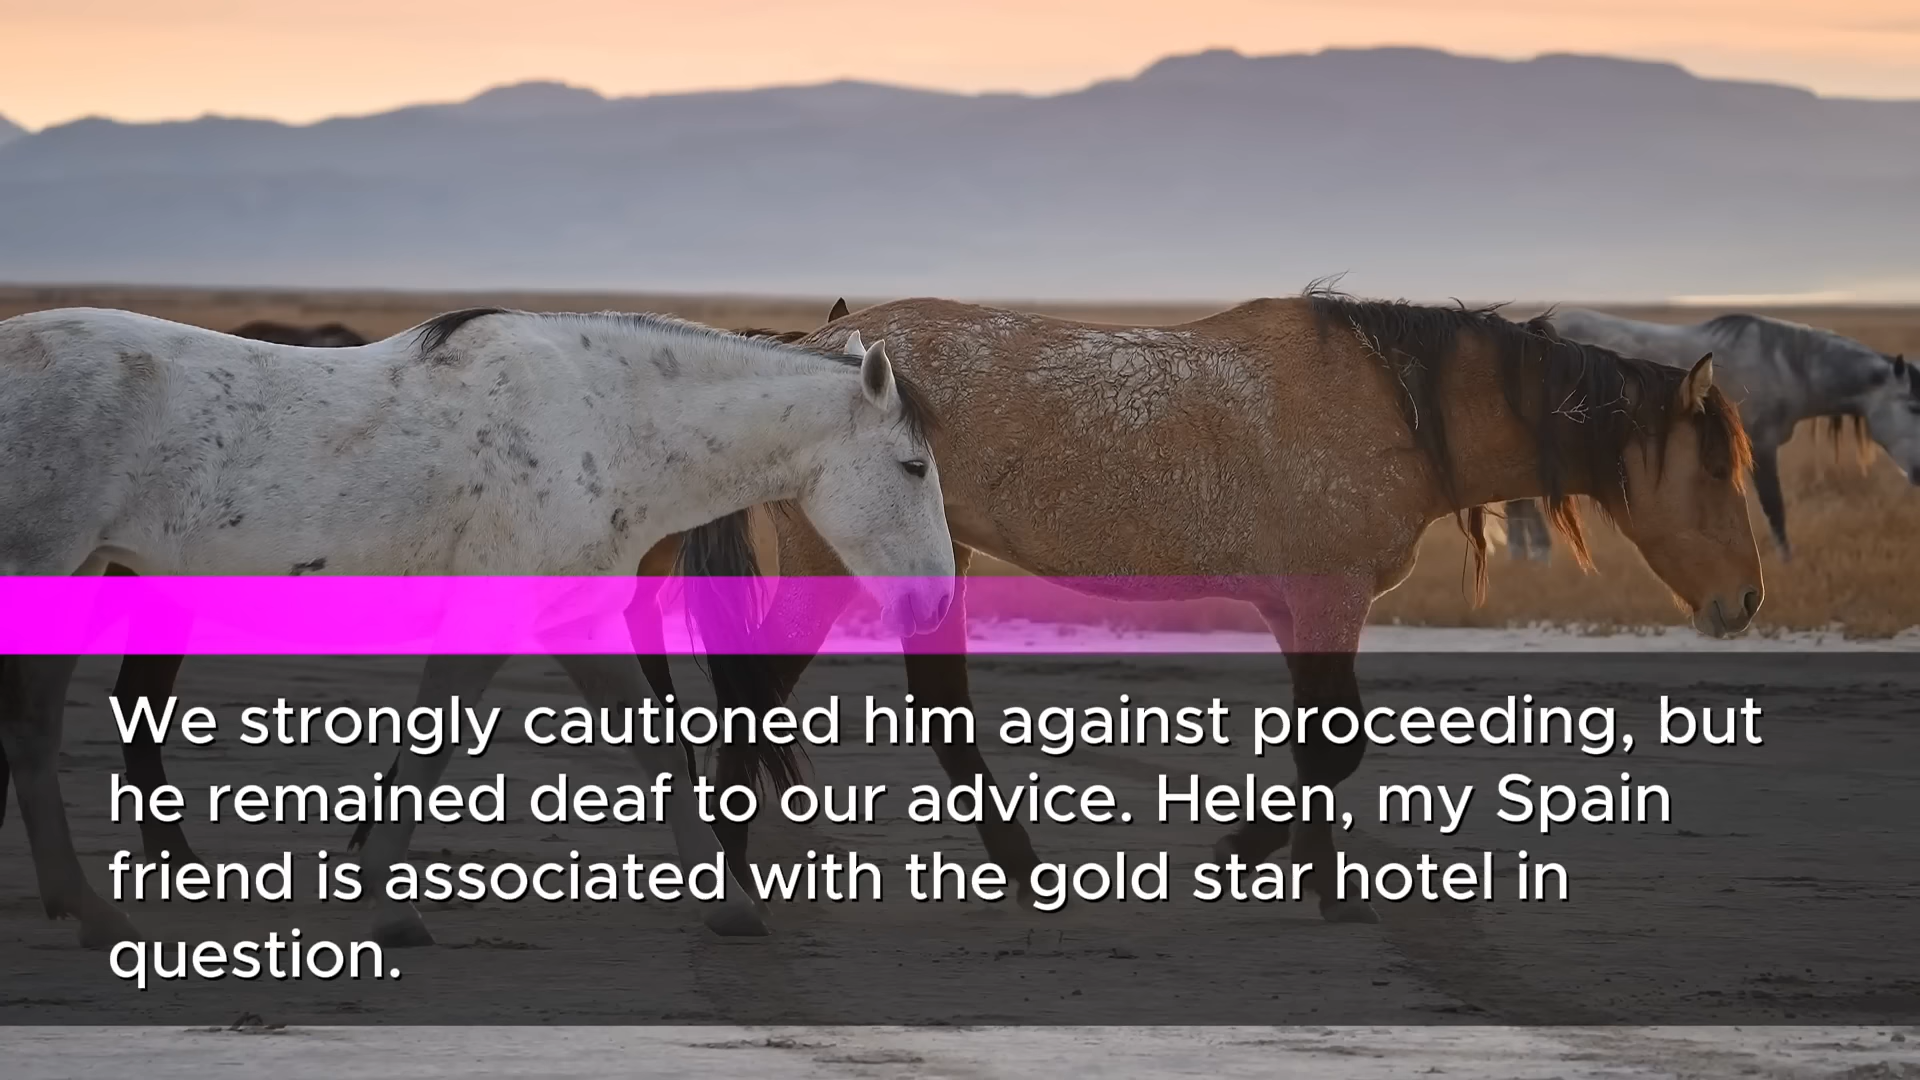 We strongly cautioned him against proceeding, but
he remained deaf to our advice. Helen, my Spain
friend is associated with the gold star hotel in
question.